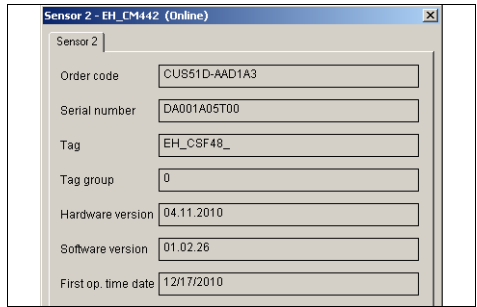 Sensor 2 - EH_CM442 (Online)
Sensor 2
Order code CUS51D-AAD1A3
Serial number DA001A05T00
Tag EH_CSF48_
Tag group 0
Hardware version 04.11.2010
Software version 01.02.26
First op. time date 12/17/2010